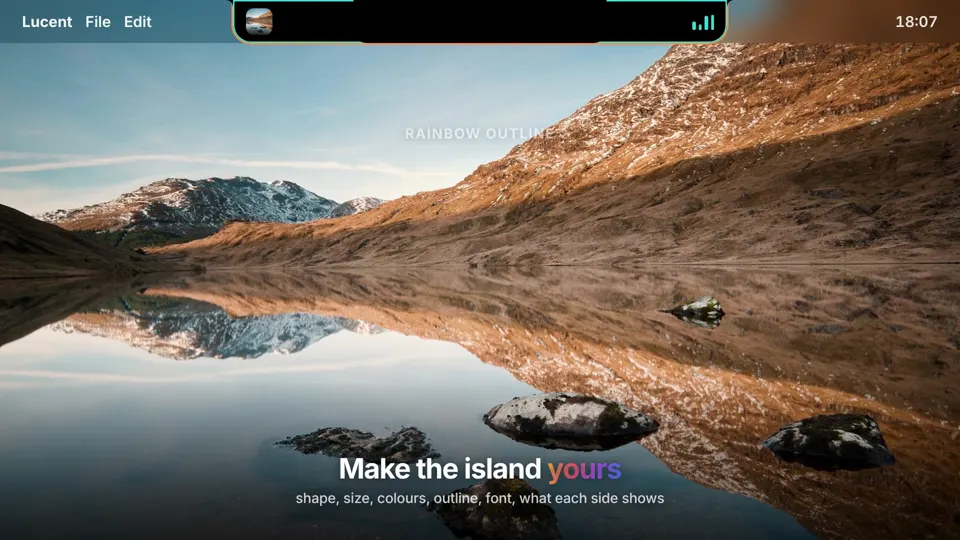 Lucent File Edit 18:07
RAINBOW OUTLINE
Make the island yours
shape, size, colours, outline, font, what each side shows